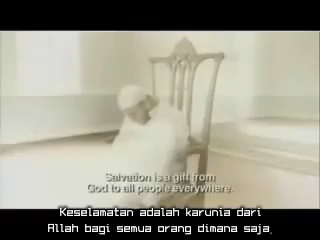 Salvation is a gift from
God to all people everywhere.
Keselamatan adalah karunia dari
Allah bagi semua orang dimana saja